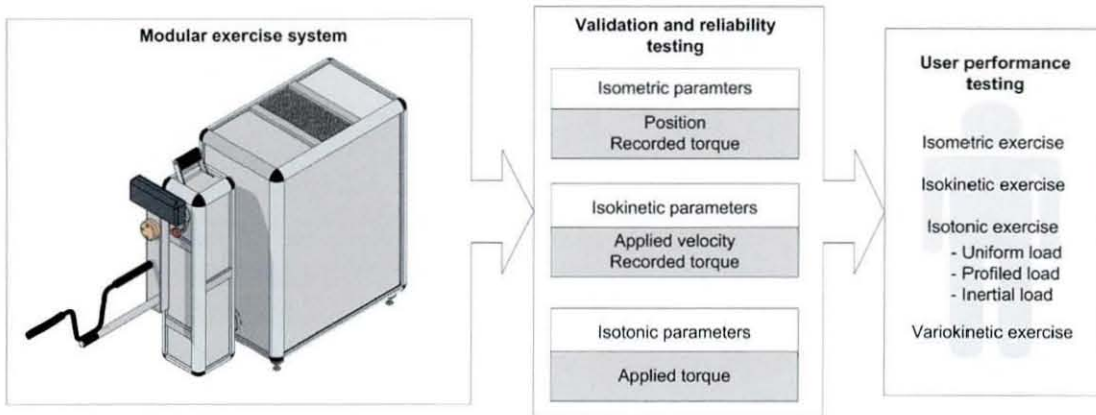 Modular exercise system
Validation and reliability
testing
Isometric paramters
Position
Recorded torque
Isokinetic parameters
Applied velocity
Recorded torque
Isotonic parameters
Applied torque
User performance
testing
Isometric exercise
Isokinetic exercise
Isotonic exercise
- Uniform load
- Profiled load
- Inertial load
Variokinetic exercise